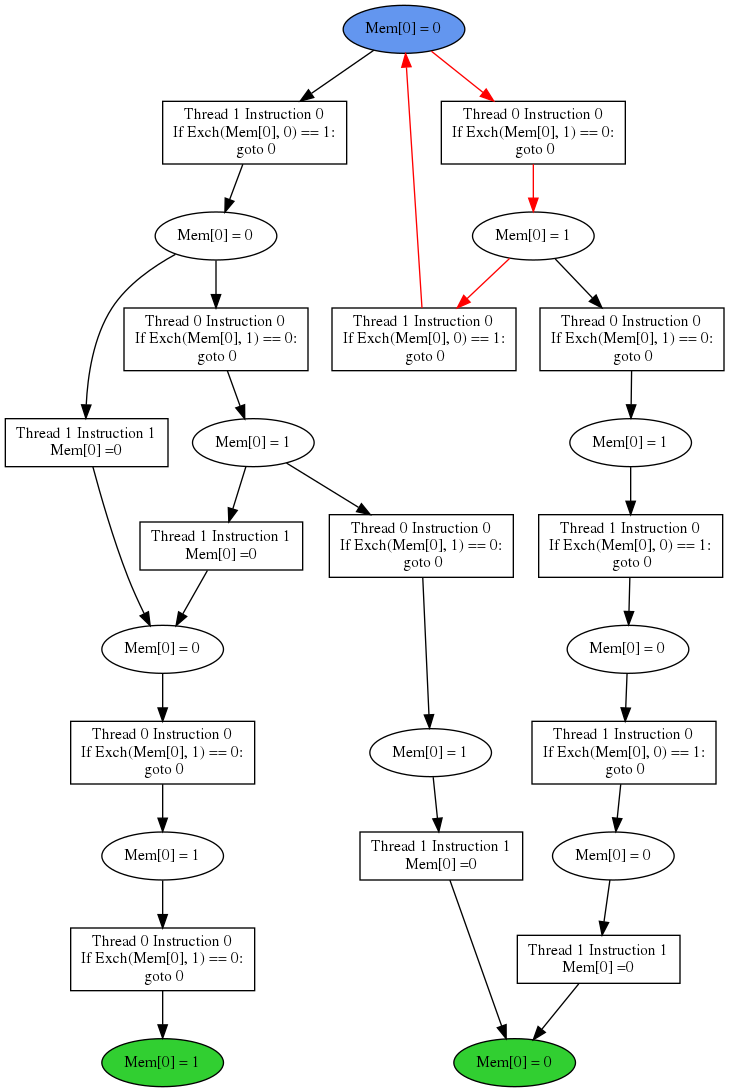 Mem[0] = 0
Thread 1 Instruction 0
If Exch(Mem[0], 0) == 1:
goto 0
Thread 0 Instruction 0
If Exch(Mem[0], 1) == 0:
goto 0
Mem[0] = 0
Mem[0] = 1
Thread 0 Instruction 0
If Exch(Mem[0], 1) == 0:
goto 0
Thread 1 Instruction 0
If Exch(Mem[0], 0) == 1:
goto 0
Thread 0 Instruction 0
If Exch(Mem[0], 1) == 0:
goto 0
Thread 1 Instruction 1
Mem[0] =0
Mem[0] = 1
Mem[0] = 1
Thread 1 Instruction 1
Mem[0] =0
Thread 0 Instruction 0
If Exch(Mem[0], 1) == 0:
goto 0
Thread 1 Instruction 0
If Exch(Mem[0], 0) == 1:
goto 0
Mem[0] = 0
Mem[0] = 0
Thread 0 Instruction 0
If Exch(Mem[0], 1) == 0:
goto 0
Mem[0] = 1
Thread 1 Instruction 0
If Exch(Mem[0], 0) == 1:
goto 0
Mem[0] = 1
Thread 1 Instruction 1
Mem[0] =0
Mem[0] = 0
Thread 0 Instruction 0
If Exch(Mem[0], 1) == 0:
goto 0
Thread 1 Instruction 1
Mem[0] =0
Mem[0] = 1
Mem[0] = 0